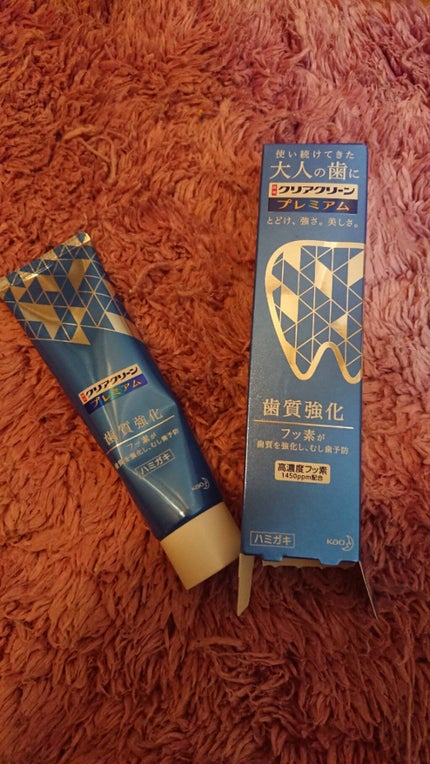 使い続けてきた
大人の歯に
薬用
クリアクリーン
プレミアム
とどけ、強さ。美しさ。
歯質強化
フッ素が
歯質を強化し、むし歯予防
高濃度フッ素
1450ppm配合
ハミガキ
Kao
クリアクリーン
プレミアム
歯質強化
フッ素が
歯質を強化し、むし歯予防
ハミガキ
Kao